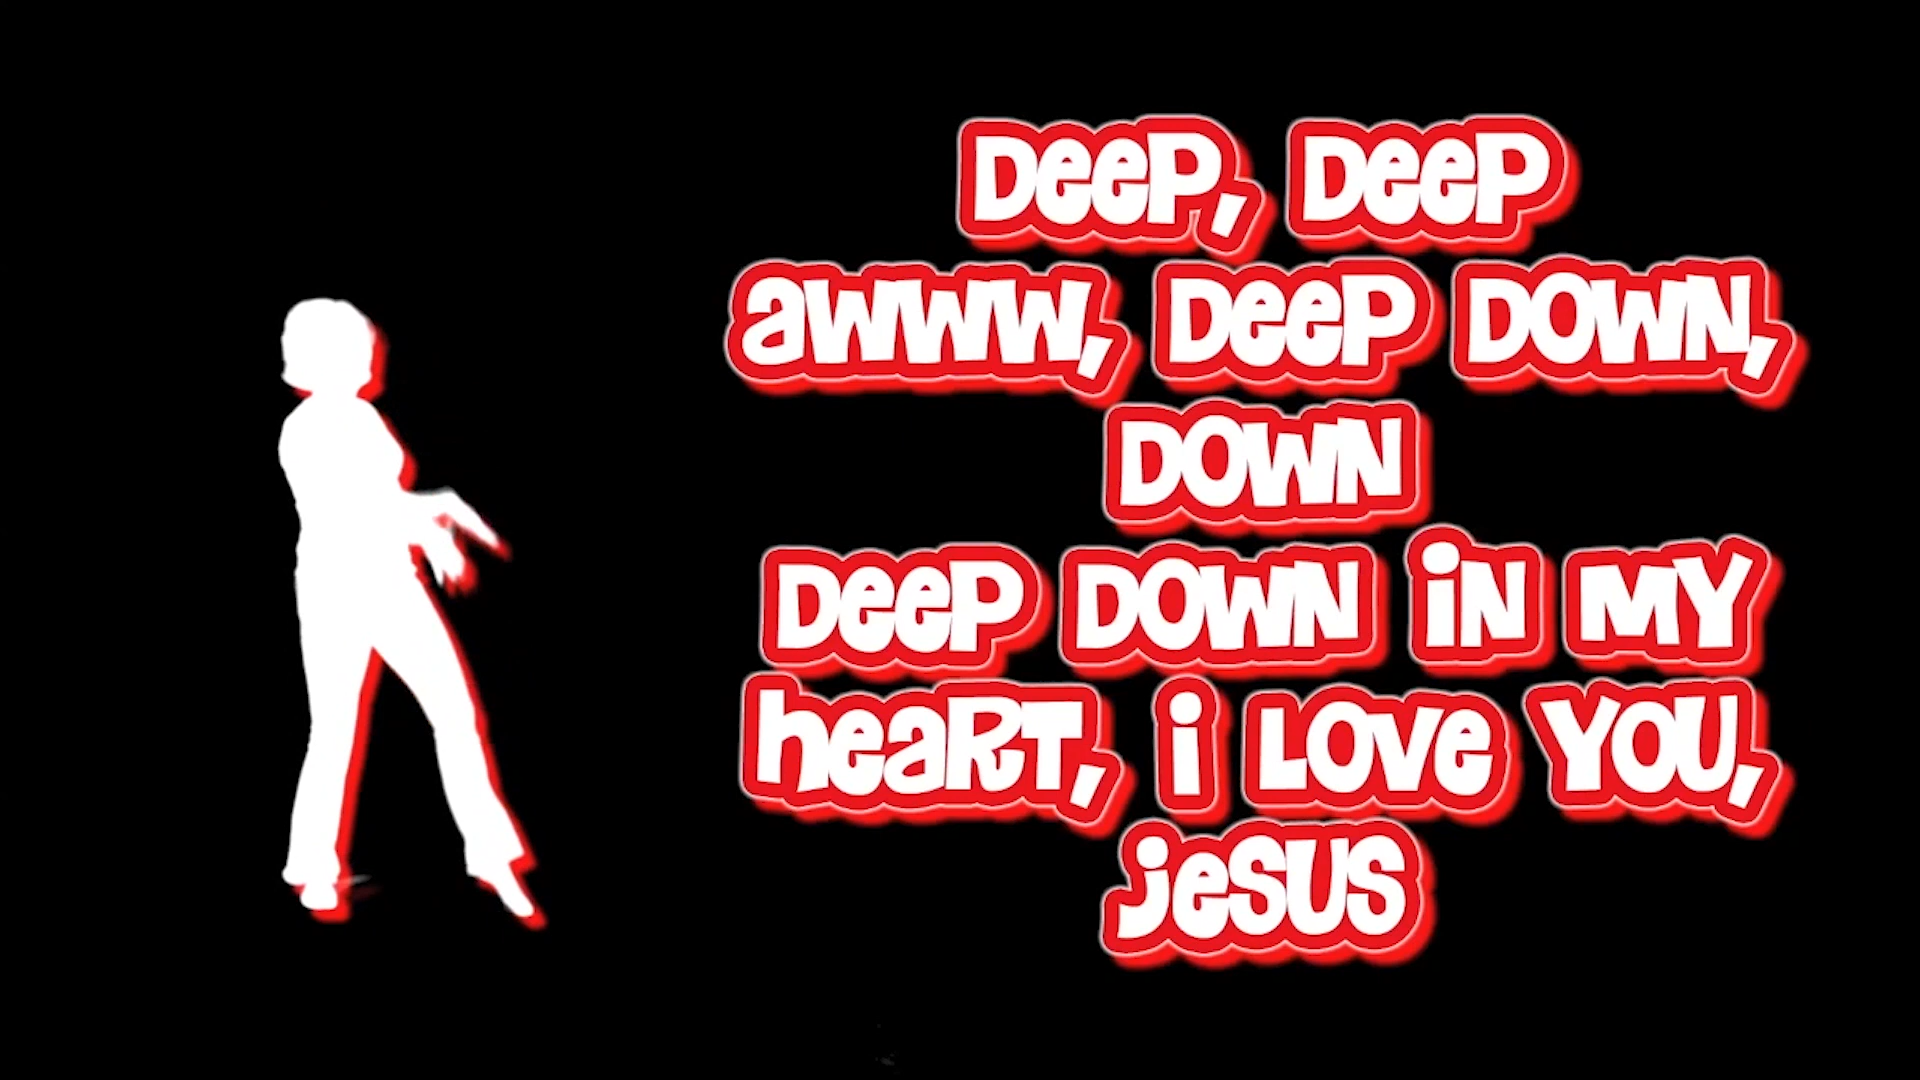 Deep, Deep
awww, Deep Down,
Down
Deep Down in my
heart, i Love You,
jesus